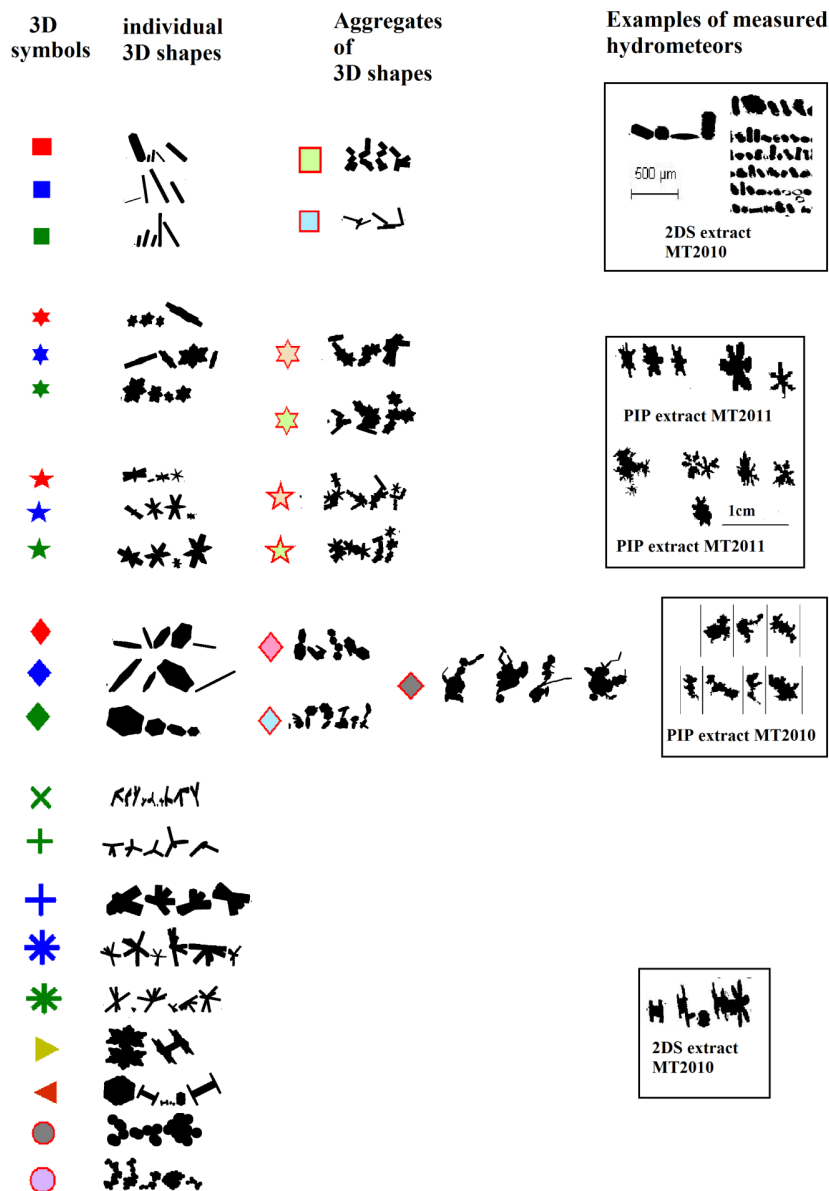 3D
symbols
individual
3D shapes
Aggregates
of
3D shapes
Examples of measured
hydrometeors
500 µm
2DS extract
MT2010
PIP extract MT2011
1cm
PIP extract MT2011
PIP extract MT2010
2DS extract
MT2010